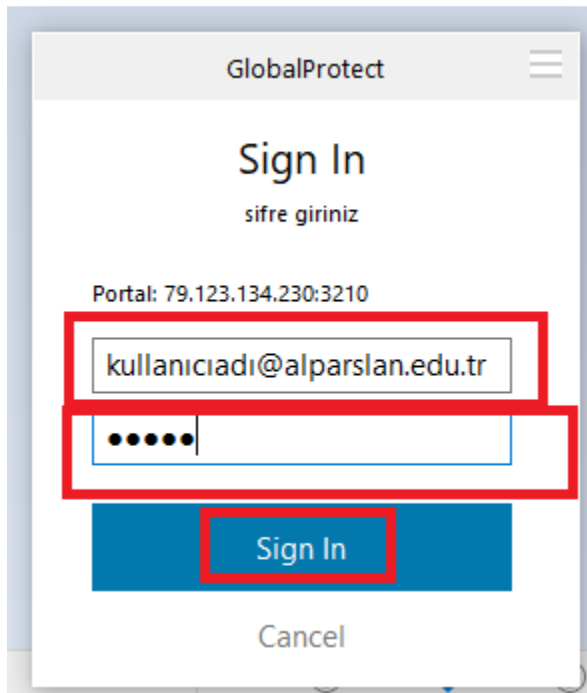 GlobalProtect
Sign In
sifre giriniz
Portal: 79.123.134.230:3210
kullanıcıadı@alparslan.edu.tr
●●●●●
Sign In
Cancel